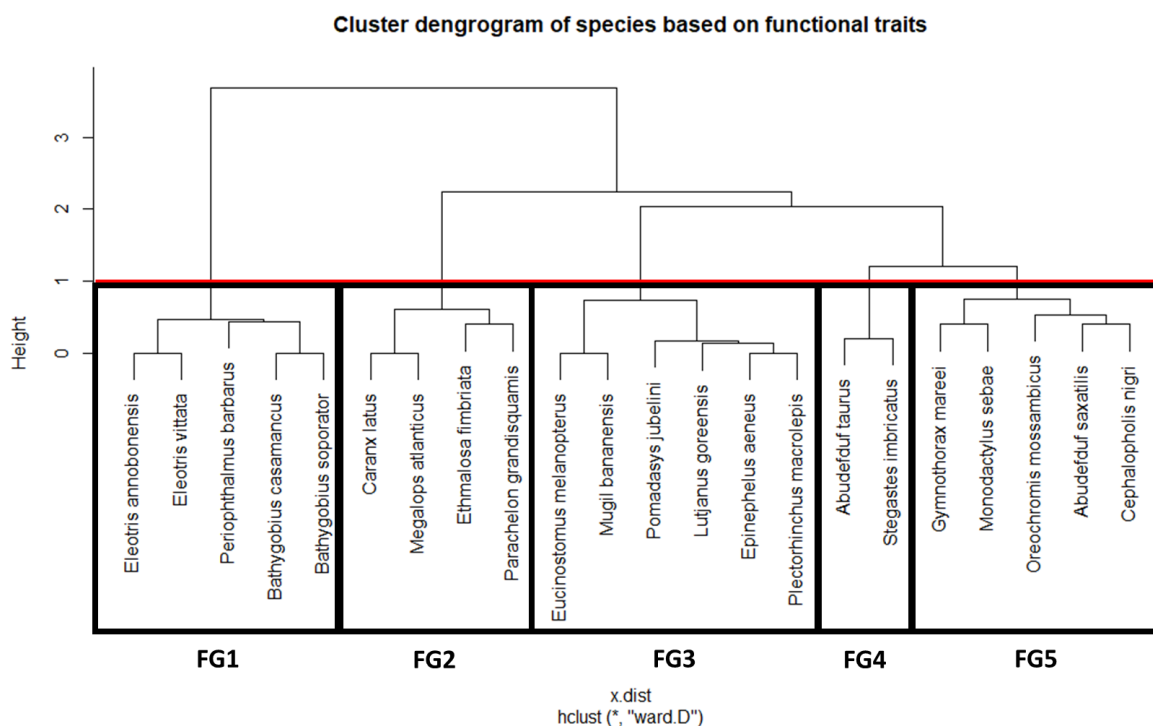 Cluster dengrogram of species based on functional traits
3
2
1
0
Height
Eleotris annobonensis
Eleotris vittata
Periophthalmus barbarus
Bathygobius casamancus
Bathygobius soporator
Caranx latus
Megalops atlanticus
Ethmalosa fimbriata
Parachelon grandisquamis
Eucinostomus melanopterus
Mugil bananensis
Pomadasys jubelini
Lutjanus goreensis
Epinephelus aeneus
Plectorhinchus macrolepis
Abudefduf taurus
Stegastes imbricatus
Gymnothorax mareei
Monodactylus sebae
Oreochromis mossambicus
Abudefduf saxatilis
Cephalopholis nigri
FG1
FG2
FG3
FG4
FG5
x.dist
hclust (*, "ward.D")